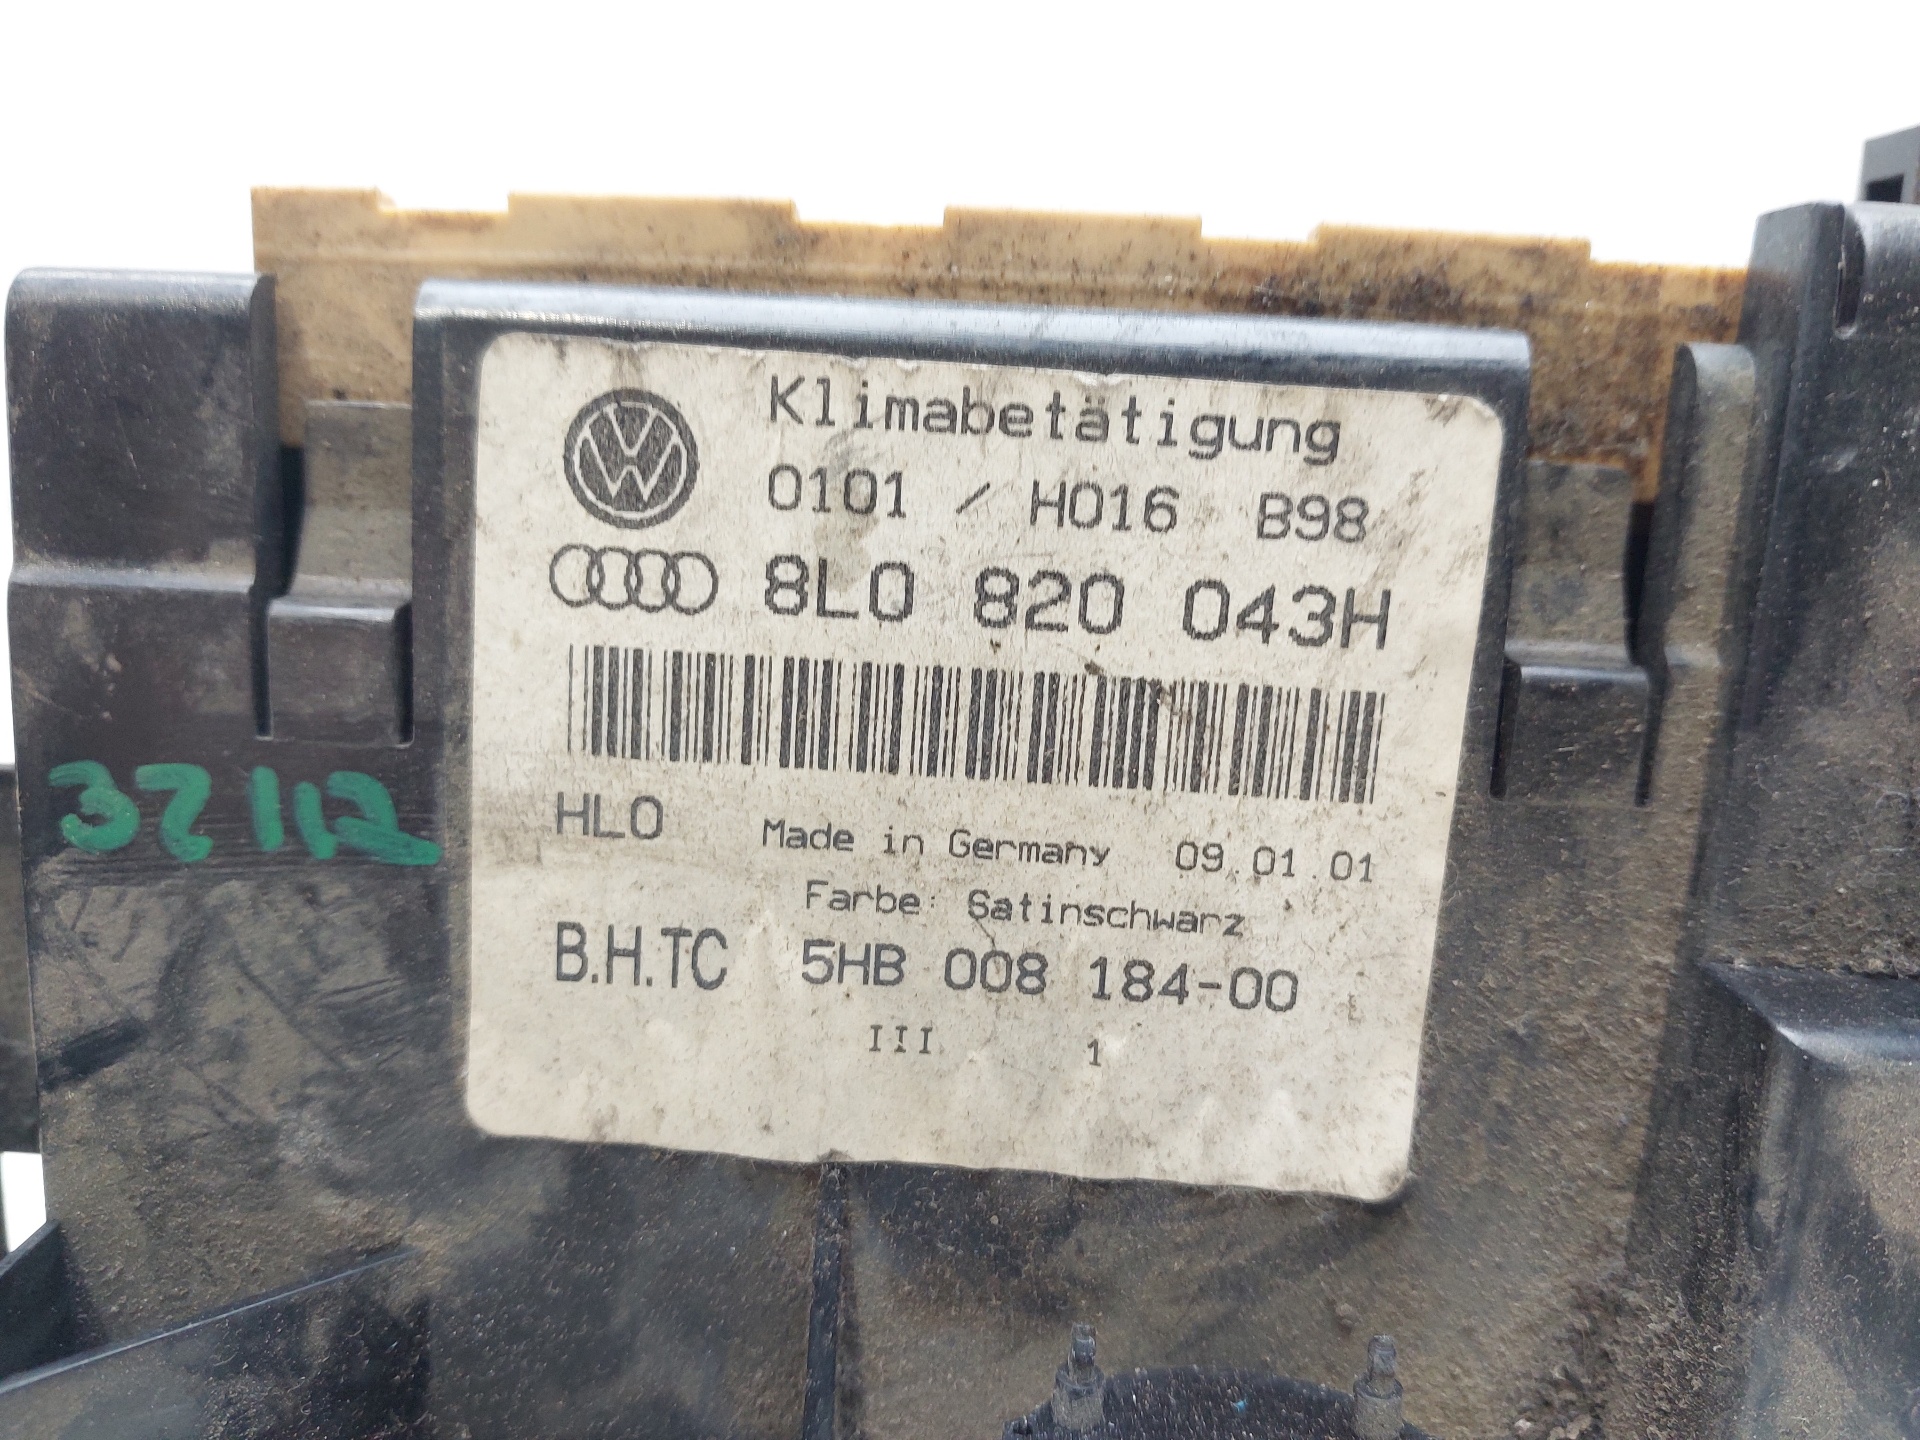 Klimabetätigung
0101 / H016 B98
8L0 820 043H
32112
HLO
Made in Germany 09.01.01
Farbe: Satinschwarz
B.H.TC 5HB 008 184-00
III 1